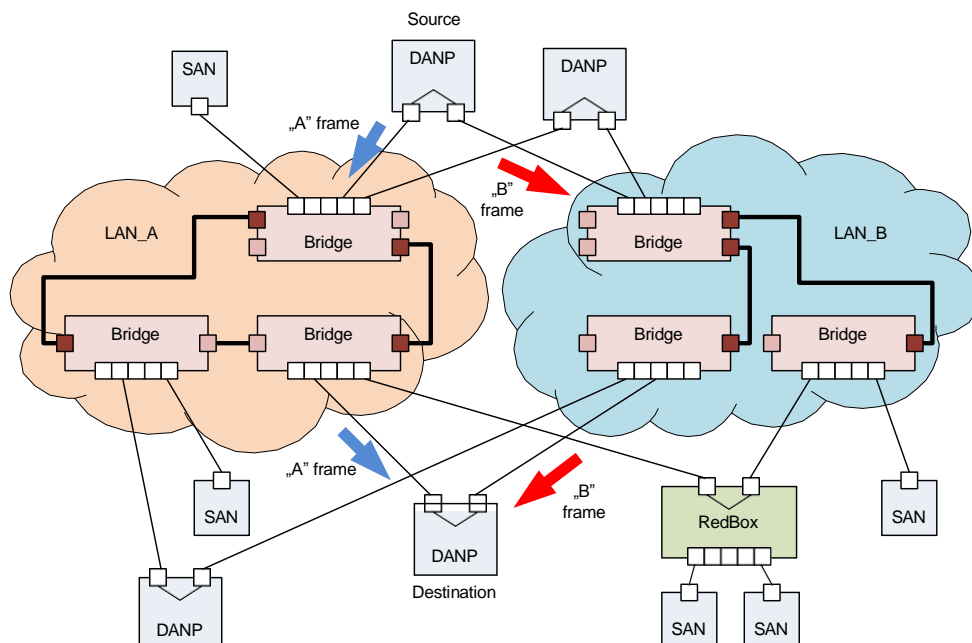 Source
SAN
DANP
DANP
„A” frame
„B”
frame
LAN_A
Bridge
Bridge
LAN_B
Bridge
Bridge
Bridge
Bridge
„A” frame
„B”
frame
SAN
DANP
Destination
RedBox
SAN
DANP
SAN
SAN